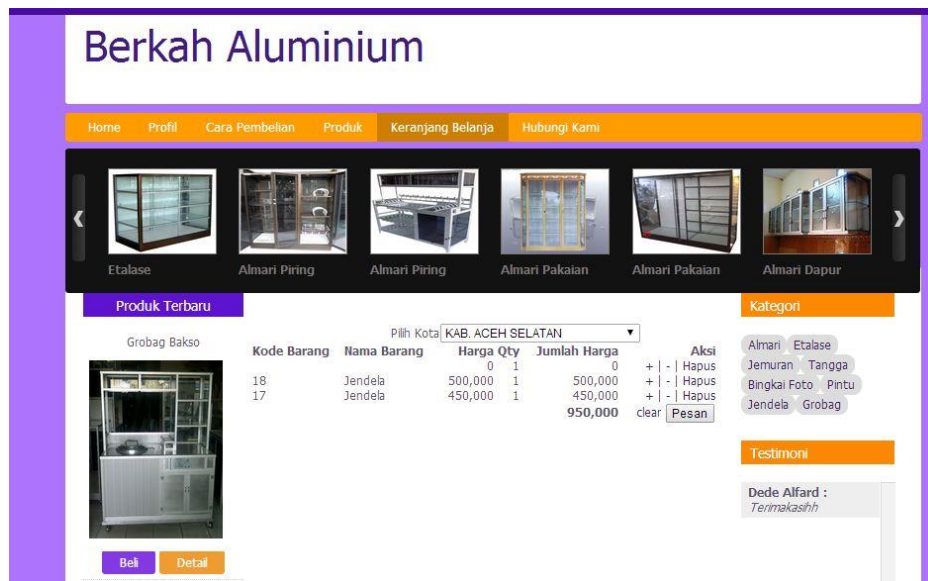 Berkah Aluminium
Home Profil Cara Pembelian Produk Keranjang Belanja Hubungi Kami
Etalase Almari Piring Almari Piring Almari Pakaian Almari Pakaian Almari Dapur
Produk Terbaru
Grobag Bakso
Beli Detail
Pilih Kota KAB. ACEH SELATAN
Kode Barang Nama Barang Harga Qty Jumlah Harga Aksi
0 1 0 + | - | Hapus
18 Jendela 500,000 1 500,000 + | - | Hapus
17 Jendela 450,000 1 450,000 + | - | Hapus
950,000 clear Pesan
Kategori
Almari Etalase
Jemuran Tangga
Bingkai Foto Pintu
Jendela Grobag
Testimoni
Dede Alfard :
Terimakasihh